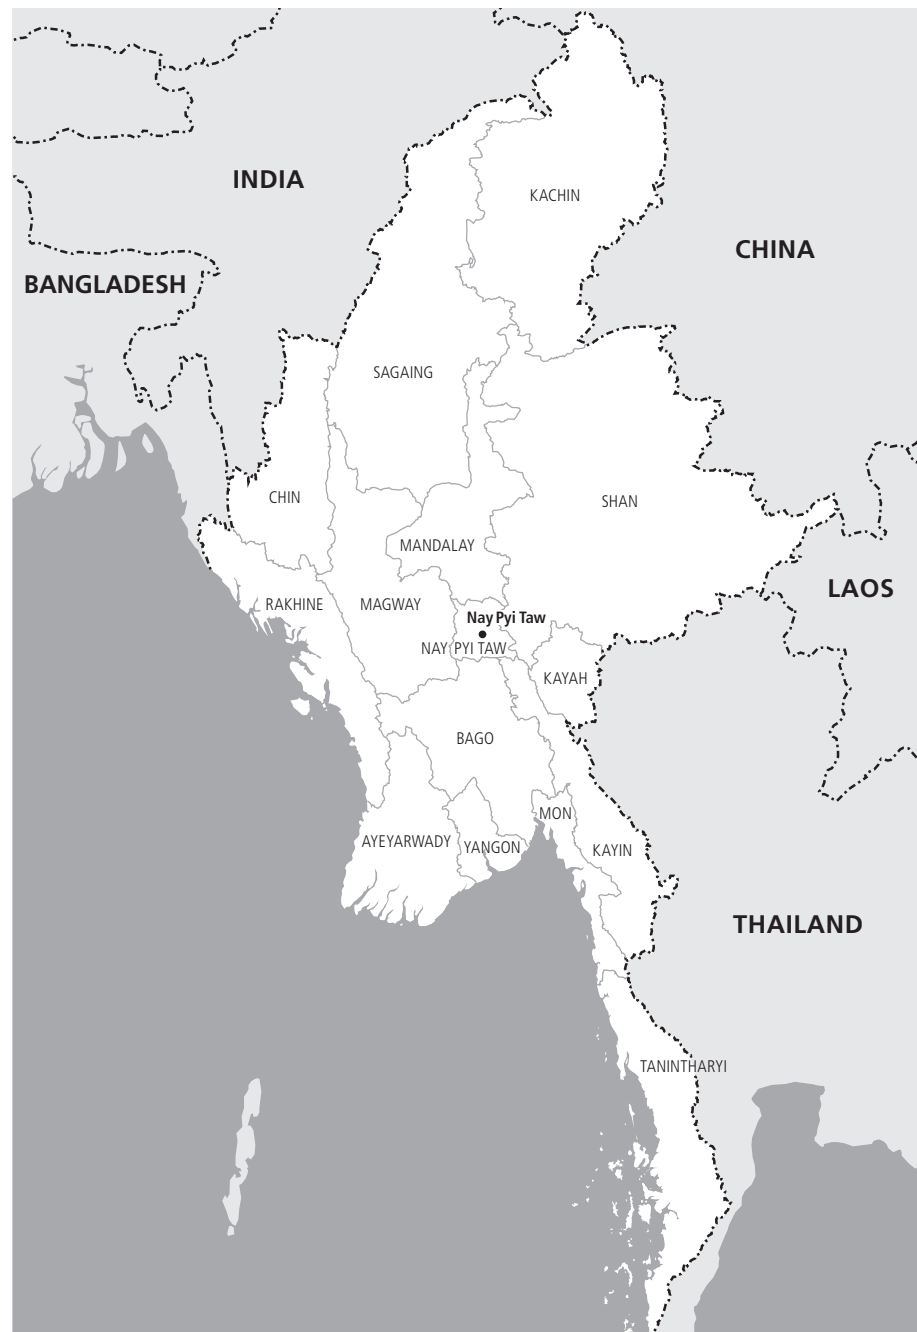 INDIA
KACHIN
CHINA
BANGLADESH
SAGAING
CHIN
SHAN
MANDALAY
LAOS
RAKHINE
MAGWAY
Nay Pyi Taw
NAY PYI TAW
KAYAH
BAGO
MON
AYEYARWADY
YANGON
KAYIN
THAILAND
TANINTHARYI